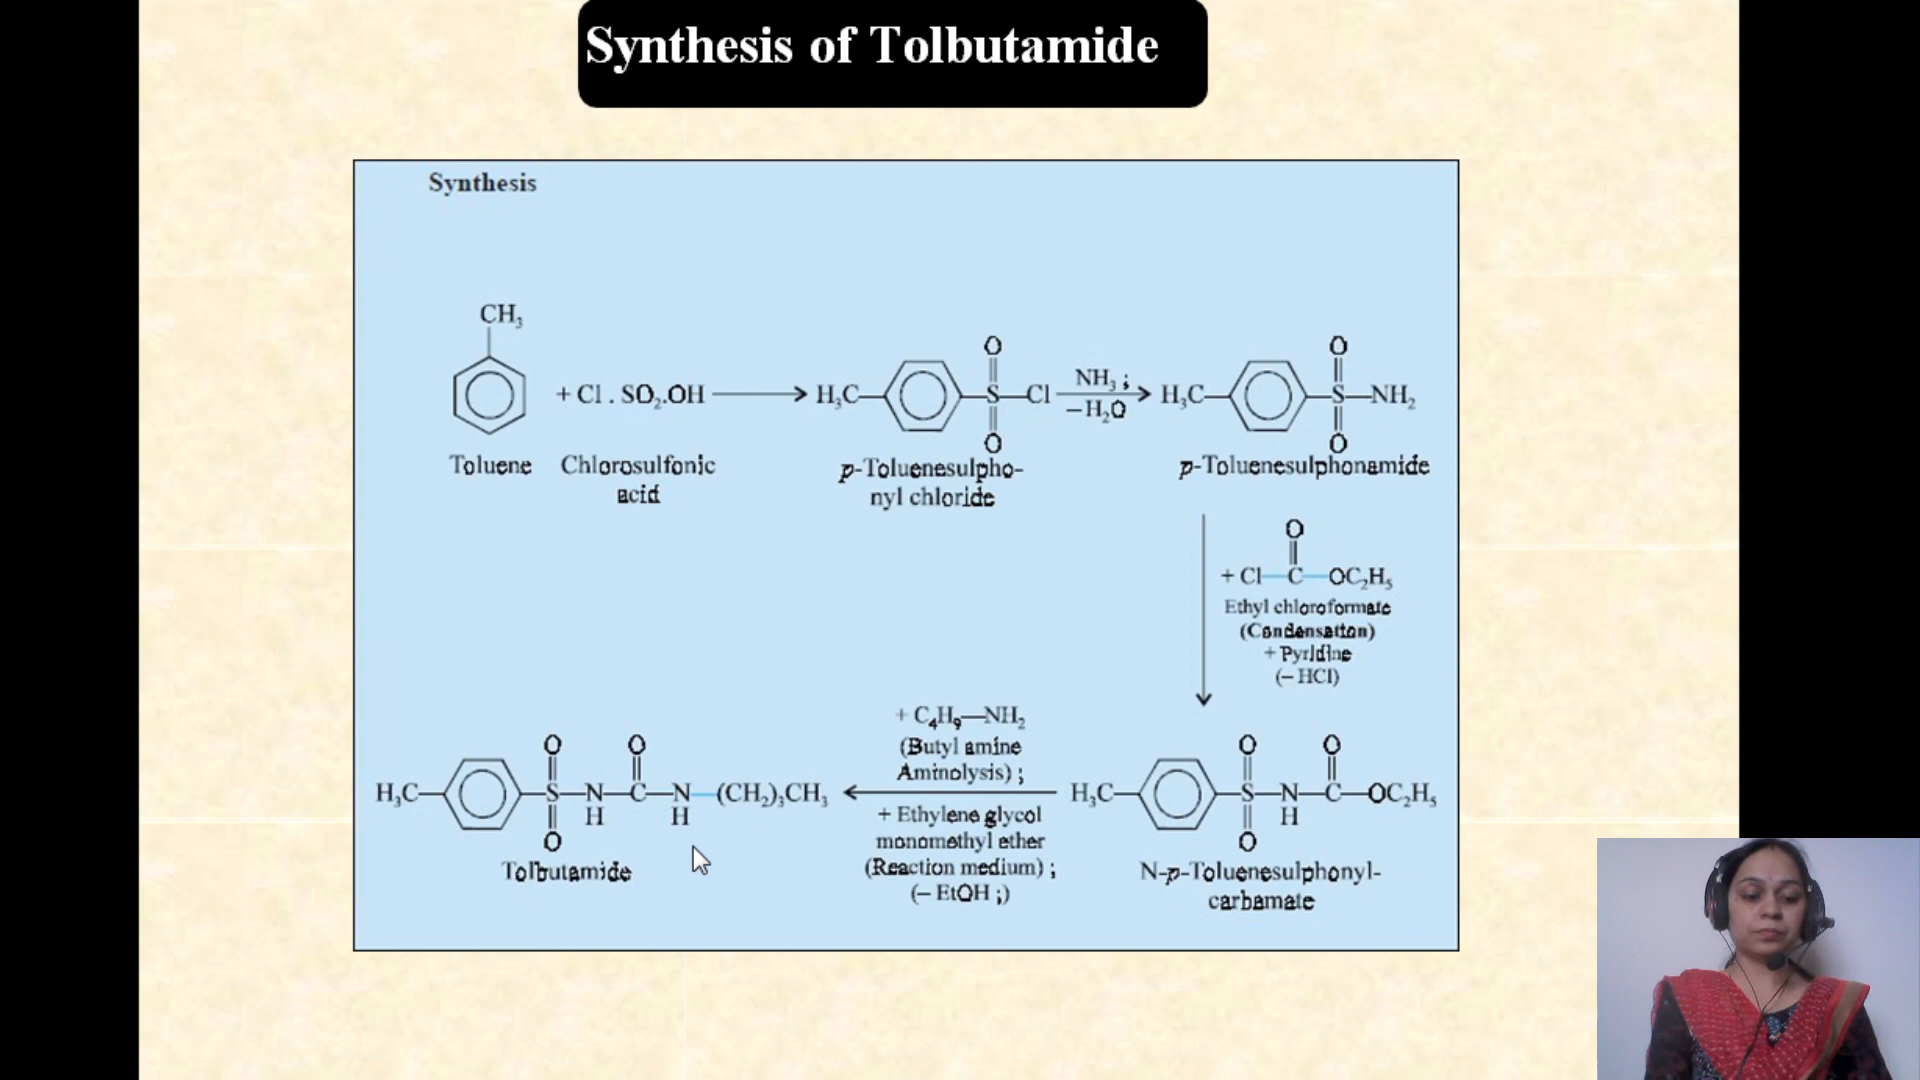 Synthesis of Tolbutamide
Synthesis
CH₃
O
O
+ Cl . SO₂.OH
H₃C
S
Cl
NH₃ ;
– H₂O
H₃C
S
NH₂
O
O
Toluene
Chlorosulfonic
acid
p-Toluenesulpho-
nyl chloride
p-Toluenesulphonamide
O
+ Cl—C—OC₂H₅
Ethyl chloroformate
(Condensation)
+ Pyridine
(– HCl)
+ C₄H₉—NH₂
(Butyl amine
Aminolysis) ;
+ Ethylene glycol
monomethyl ether
(Reaction medium) ;
(– EtOH ;)
O
O
H₃C
S—N—C—N—(CH₂)₃CH₃
H
H
O
Tolbutamide
O
O
H₃C
S—N—C—OC₂H₅
H
O
N-p-Toluenesulphonyl-
carbamate